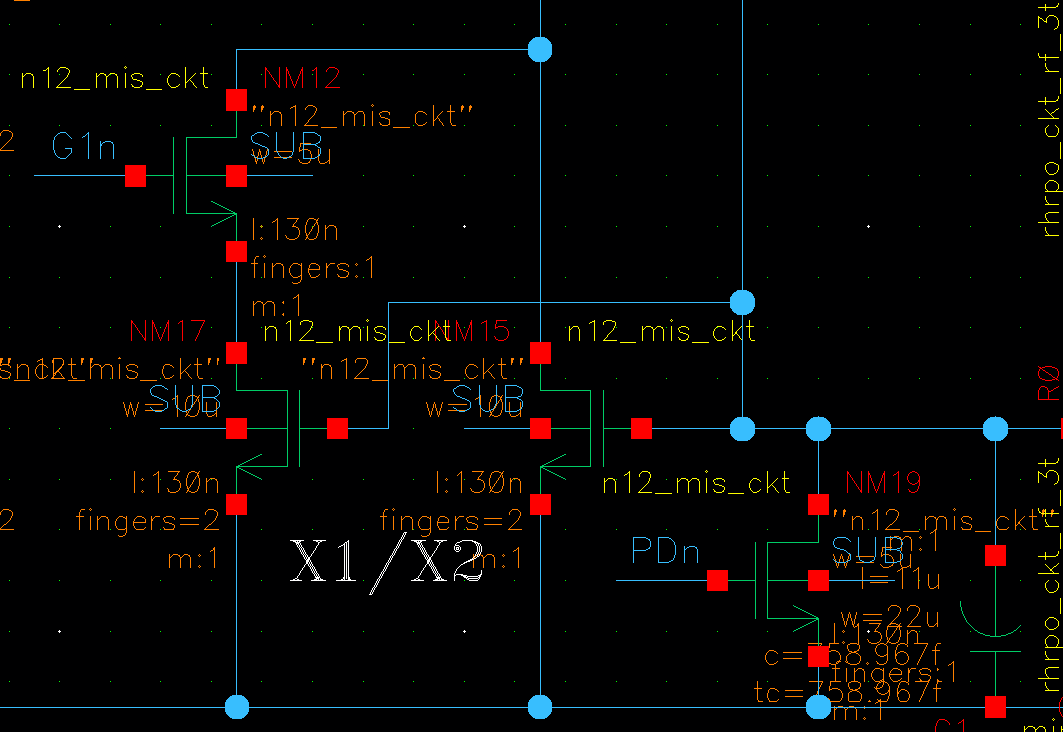 n12_mis_ckt NM12
"n12_mis_ckt"
2 G1n SUB
w=5u
rhrpo_ckt_rf_3t
l:130n
fingers:1
m:1
NM17 n12_mis_ckt NM15 n12_mis_ckt
"n12_mis_ckt" "n12_mis_ckt"
SUB SUB
w=10u w=10u
R0
l:130n l:130n n12_mis_ckt NM19
2 fingers=2 fingers=2 "n12_mis_ckt"
m:1 X1/X2 m:1 PDn SUB m:1
w=5u
l=11u
w=22u
l:130n
c=758.967f
fingers:1
tc=758.967f
m:1
rhrpo_ckt_rf_3t
C1